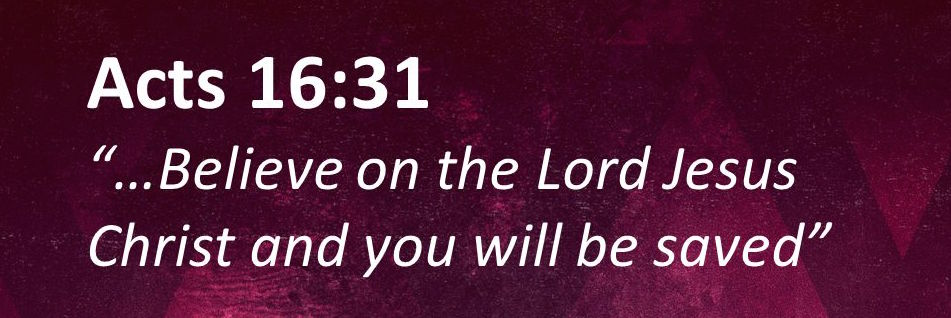 Acts 16:31
“…Believe on the Lord Jesus
Christ and you will be saved”